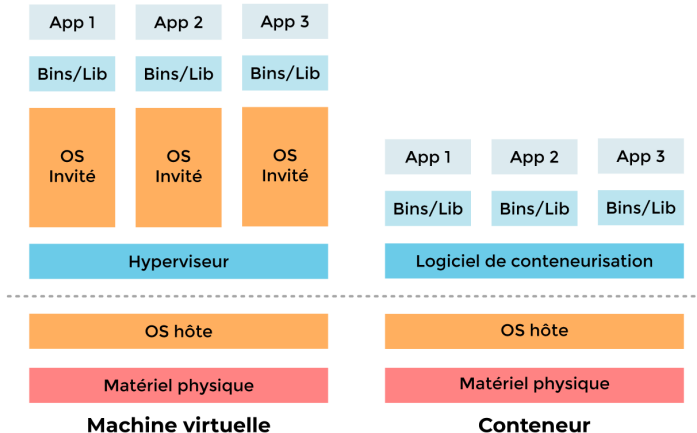 App 1
App 2
App 3
Bins/Lib
Bins/Lib
Bins/Lib
OS
Invité
OS
Invité
OS
Invité
Hyperviseur
OS hôte
Matériel physique
Machine virtuelle
App 1
App 2
App 3
Bins/Lib
Bins/Lib
Bins/Lib
Logiciel de conteneurisation
OS hôte
Matériel physique
Conteneur